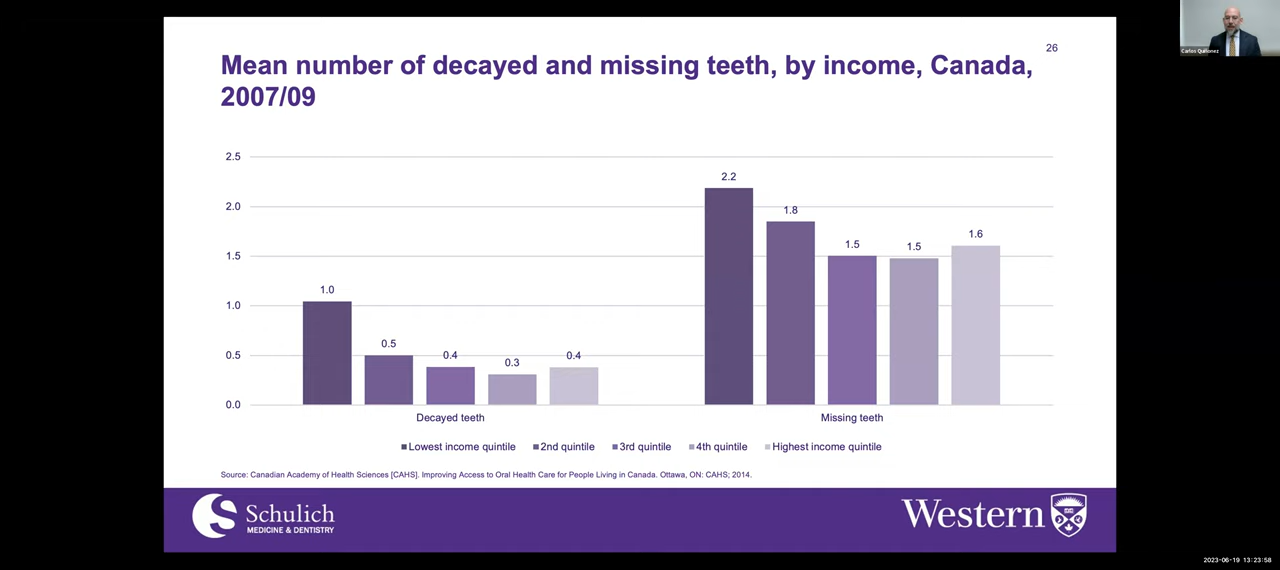 26
Mean number of decayed and missing teeth, by income, Canada,
2007/09
2.5
2.0
1.5
1.0
0.5
0.0
1.0
0.5
0.4
0.3
0.4
2.2
1.8
1.5
1.5
1.6
Decayed teeth
Missing teeth
Lowest income quintile
2nd quintile
3rd quintile
4th quintile
Highest income quintile
Source: Canadian Academy of Health Sciences [CAHS]. Improving Access to Oral Health Care for People Living in Canada. Ottawa, ON: CAHS; 2014.
Schulich
MEDICINE & DENTISTRY
Western
Carlos Quiñonez
2023-06-19 13:23:58